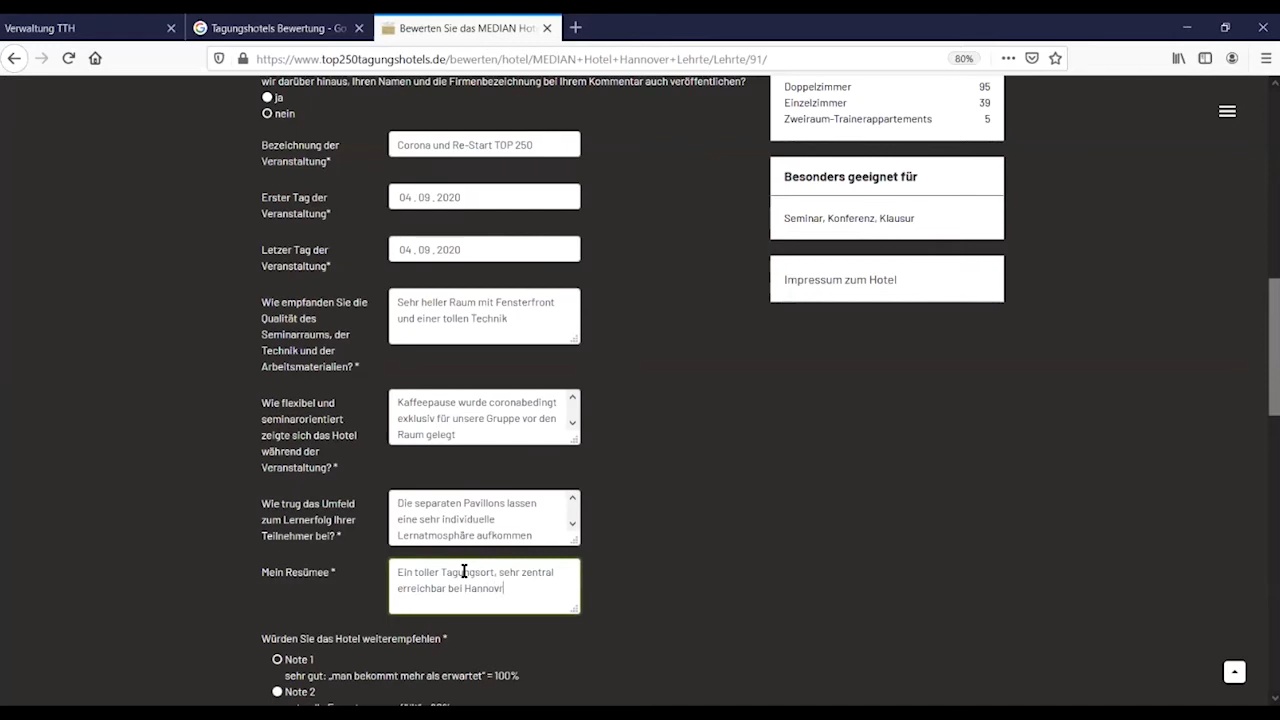 Verwaltung TTH
Tagungshotels Bewertung - Go
Bewerten Sie das MEDIAN Hot
https://www.top250tagungshotels.de/bewerten/hotel/MEDIAN+Hotel+Hannover+Lehrte/Lehrte/91/
80%
wir darüber hinaus, Ihren Namen und die Firmenbezeichnung bei Ihrem Kommentar auch veröffentlichen?
ja
nein
Bezeichnung der
Veranstaltung*
Corona und Re-Start TOP 250
Erster Tag der
Veranstaltung*
04 . 09 . 2020
Letzer Tag der
Veranstaltung*
04 . 09 . 2020
Wie empfanden Sie die
Qualität des
Seminarraums, der
Technik und der
Arbeitsmaterialien? *
Sehr heller Raum mit Fensterfront
und einer tollen Technik
Wie flexibel und
seminarorientiert
zeigte sich das Hotel
während der
Veranstaltung? *
Kaffeepause wurde coronabedingt
exklusiv für unsere Gruppe vor den
Raum gelegt
Wie trug das Umfeld
zum Lernerfolg Ihrer
Teilnehmer bei? *
Die separaten Pavillons lassen
eine sehr individuelle
Lernatmosphäre aufkommen
Mein Resümee *
Ein toller Tagungsort, sehr zentral
erreichbar bei Hannovr
Würden Sie das Hotel weiterempfehlen *
Note 1
sehr gut: „man bekommt mehr als erwartet" = 100%
Note 2
Doppelzimmer 95
Einzelzimmer 39
Zweiraum-Trainerappartements 5
Besonders geeignet für
Seminar, Konferenz, Klausur
Impressum zum Hotel